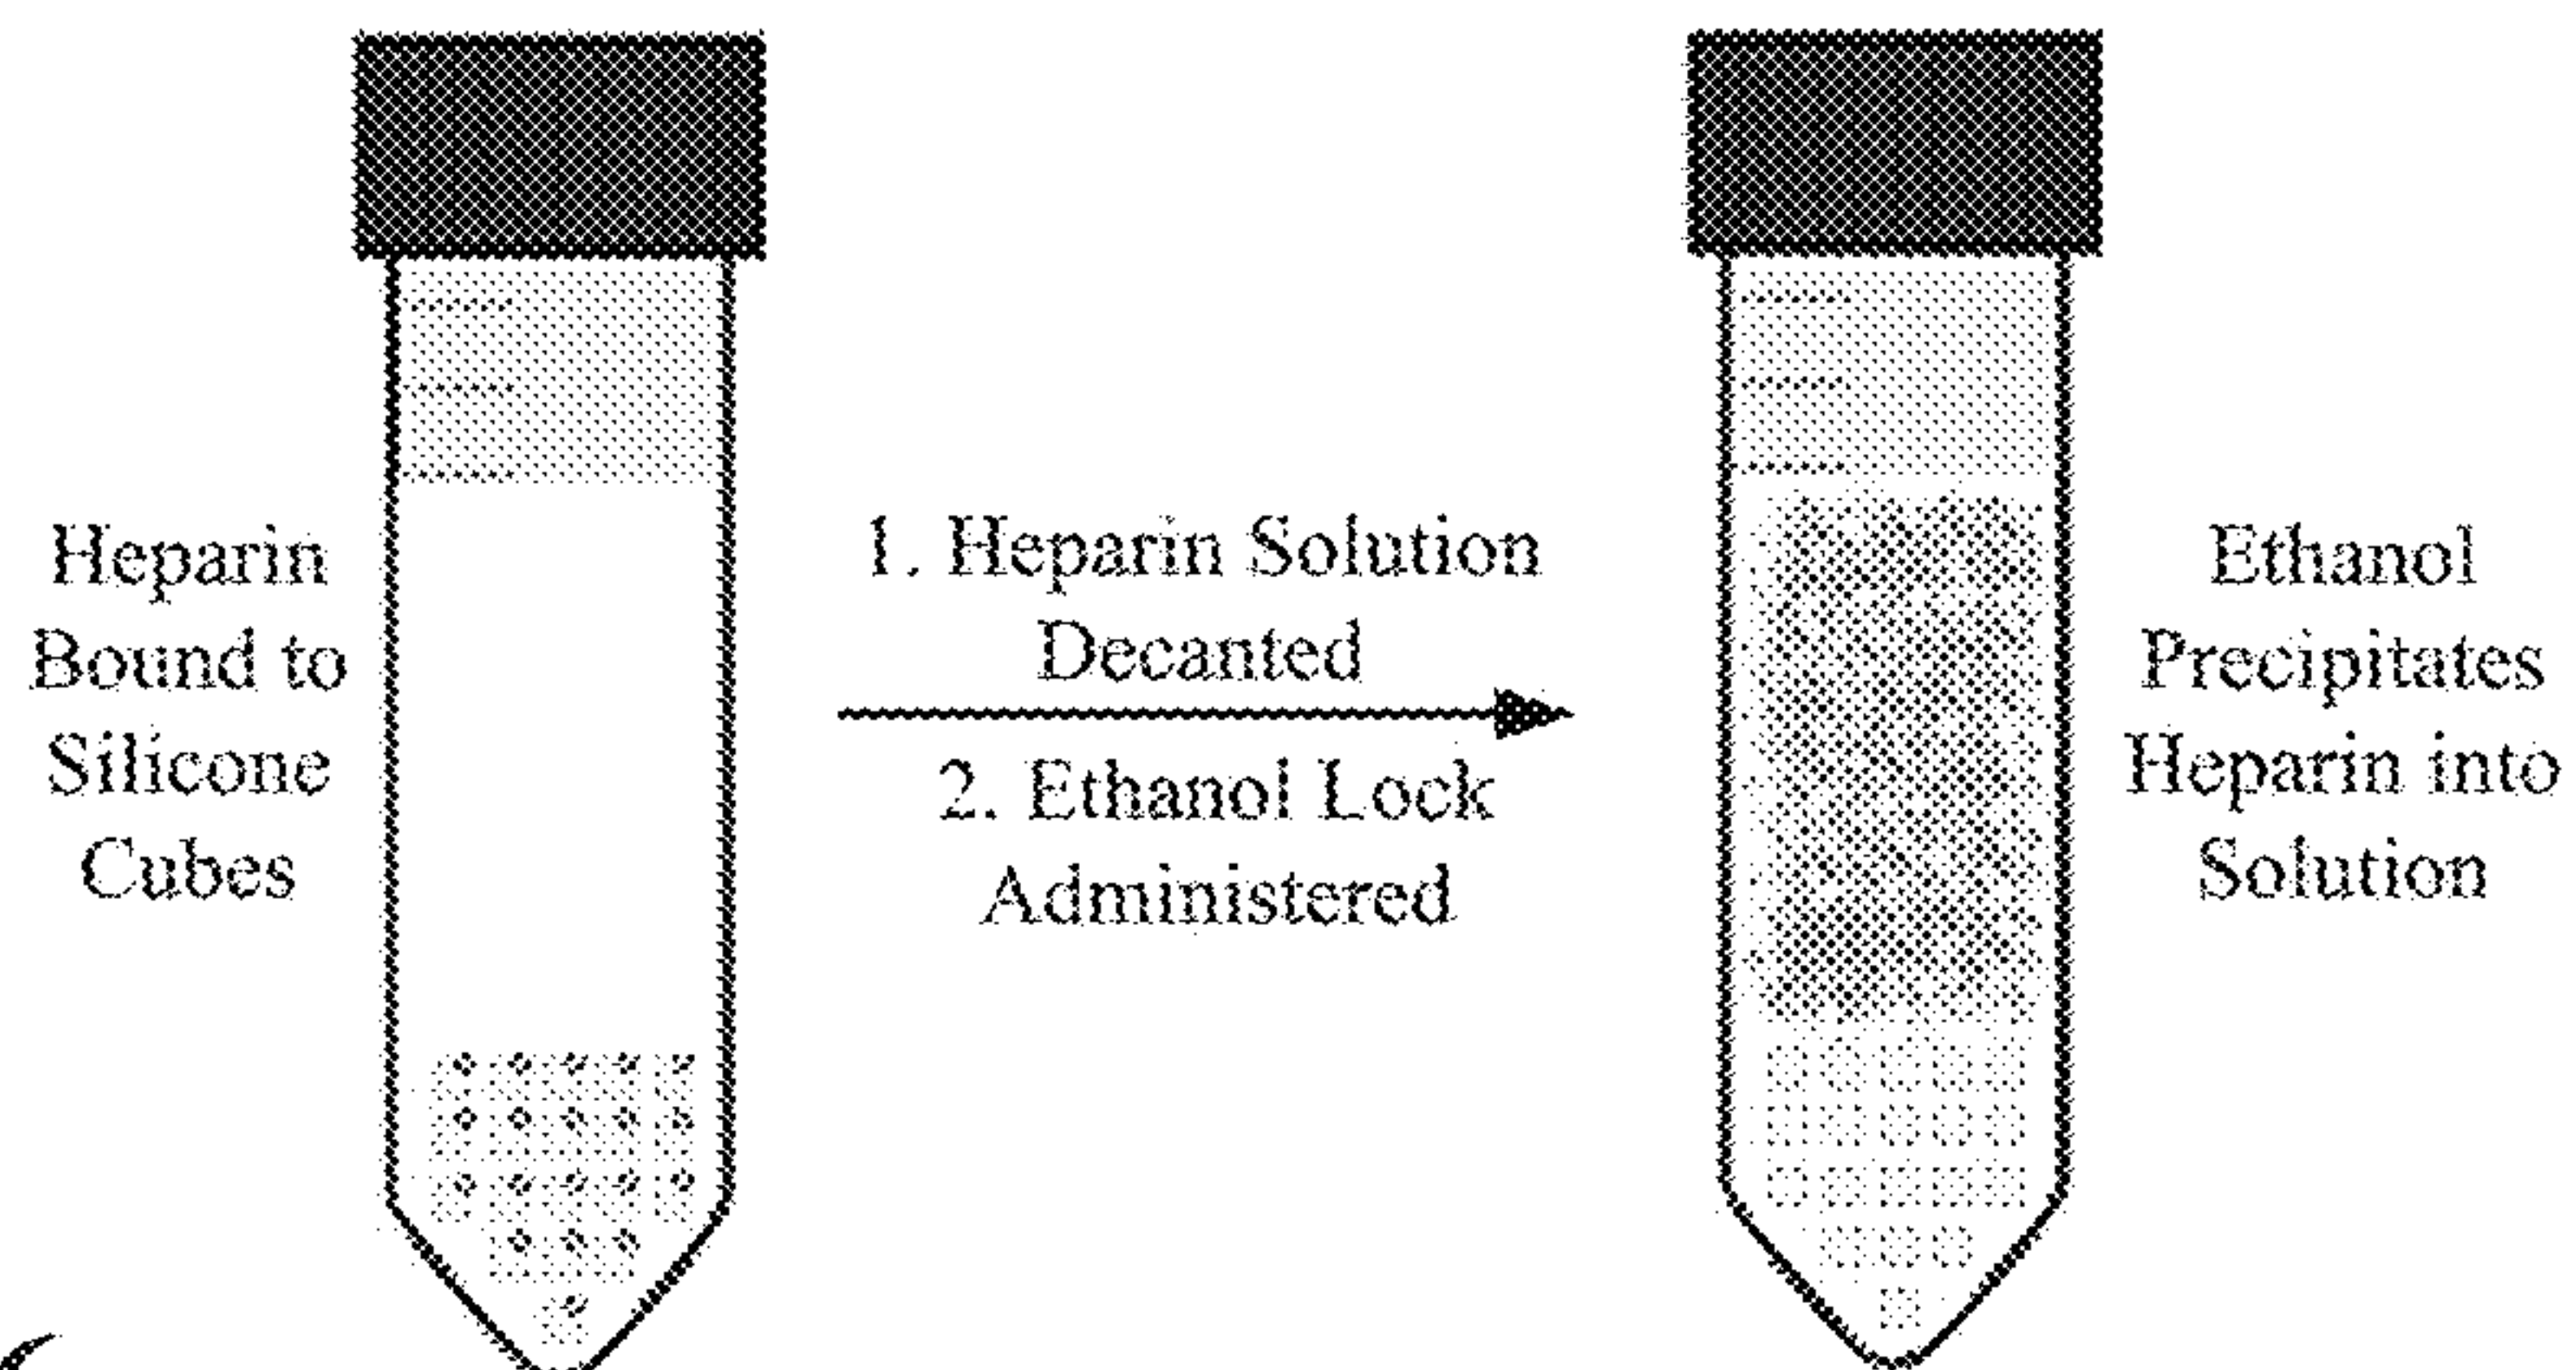 Heparin
Bound to
Silicone
Cubes
1. Heparin Solution
Decanted
2. Ethanol Lock
Administered
Ethanol
Precipitates
Heparin into
Solution